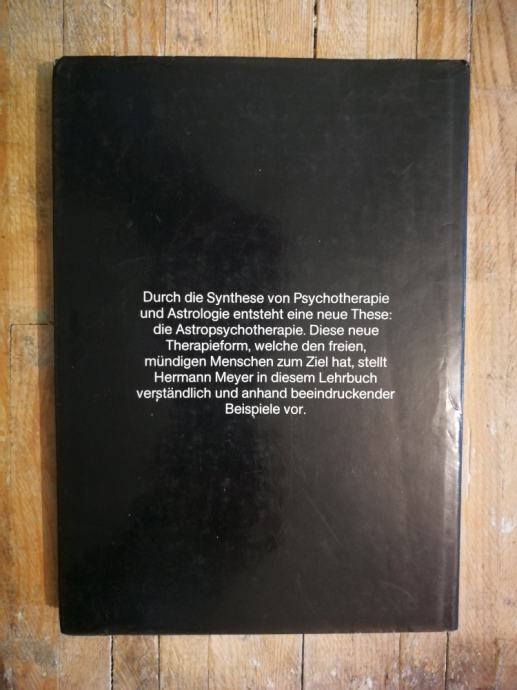 Durch die Synthese von Psychotherapie
und Astrologie entsteht eine neue These:
die Astropsychotherapie. Diese neue
Therapieform, welche den freien,
mündigen Menschen zum Ziel hat, stellt
Hermann Meyer in diesem Lehrbuch
verständlich und anhand beeindruckender
Beispiele vor.